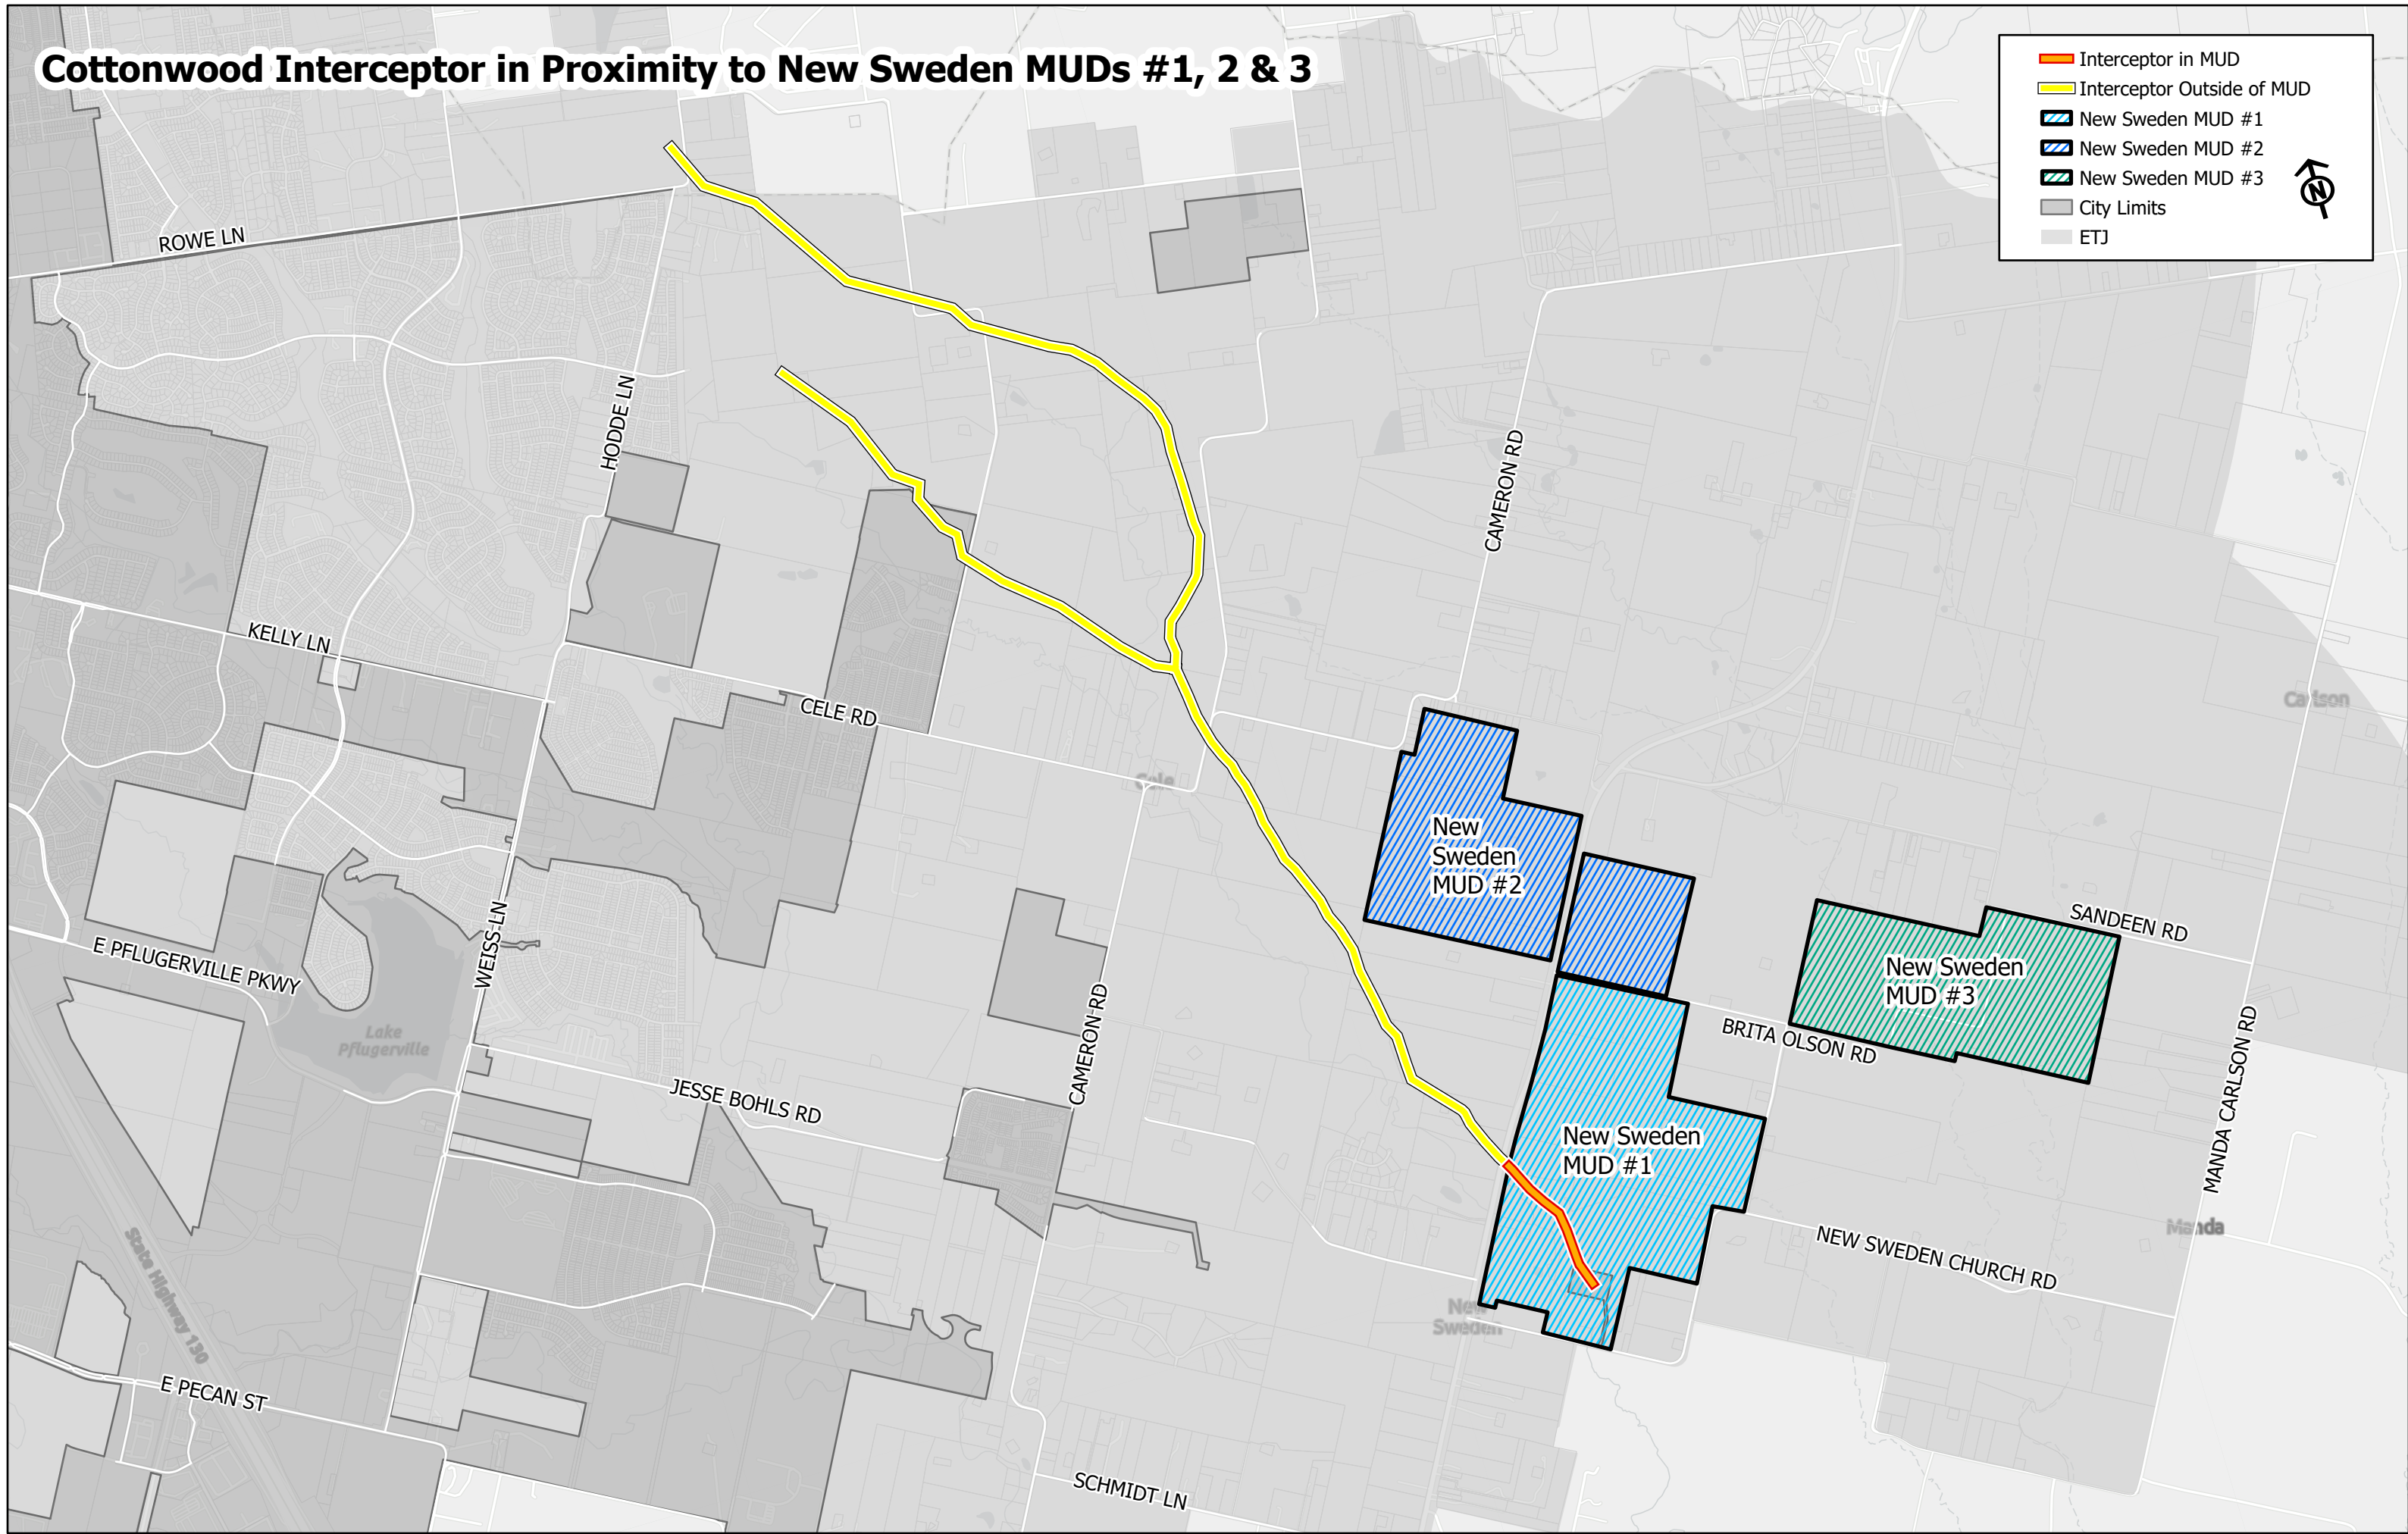 Cottonwood Interceptor in Proximity to New Sweden MUDs #1, 2 & 3
Interceptor in MUD
Interceptor Outside of MUD
New Sweden MUD #1
New Sweden MUD #2
New Sweden MUD #3
City Limits
ETJ
N
ROWE LN
HODDE LN
CAMERON RD
KELLY LN
CELE RD
Carlson
Cele
New
Sweden
MUD #2
SANDEEN RD
E PFLUGERVILLE PKWY
WEISS LN
New Sweden
MUD #3
Lake
Pflugerville
CAMERON RD
BRITA OLSON RD
JESSE BOHLS RD
MANDA CARLSON RD
New Sweden
MUD #1
Manda
NEW SWEDEN CHURCH RD
State Highway 130
New
Sweden
E PECAN ST
SCHMIDT LN